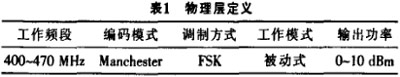 表1 物理层定义
工作频段 编码模式 调制方式 工作模式 输出功率
400~470 MHz Manchester FSK 被动式 0~10 dBm